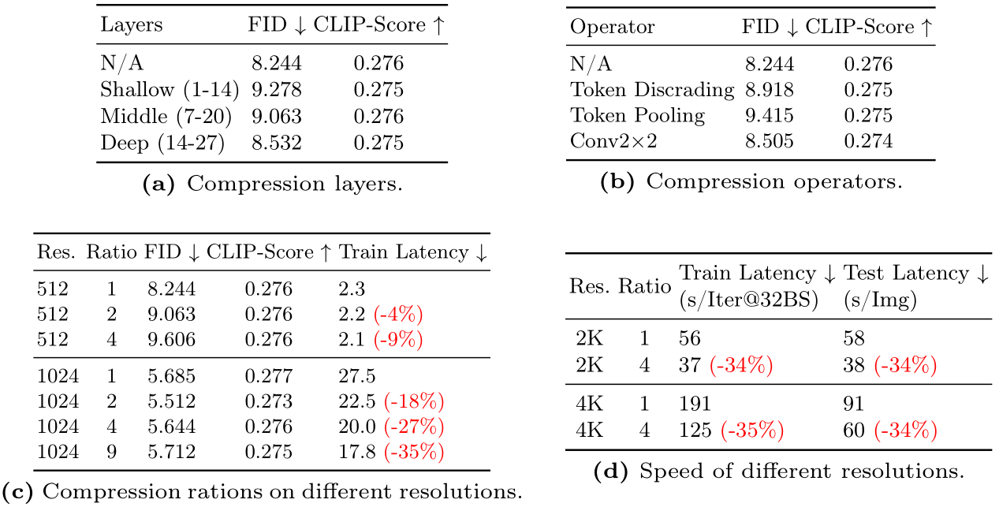 Layers FID ↓ CLIP-Score ↑
N/A 8.244 0.276
Shallow (1-14) 9.278 0.275
Middle (7-20) 9.063 0.276
Deep (14-27) 8.532 0.275
(a) Compression layers.
Operator FID ↓ CLIP-Score ↑
N/A 8.244 0.276
Token Discrading 8.918 0.275
Token Pooling 9.415 0.275
Conv2×2 8.505 0.274
(b) Compression operators.
Res. Ratio FID ↓ CLIP-Score ↑ Train Latency ↓
512 1 8.244 0.276 2.3
512 2 9.063 0.276 2.2 (-4%)
512 4 9.606 0.276 2.1 (-9%)
1024 1 5.685 0.277 27.5
1024 2 5.512 0.273 22.5 (-18%)
1024 4 5.644 0.276 20.0 (-27%)
1024 9 5.712 0.275 17.8 (-35%)
(c) Compression rations on different resolutions.
Res. Ratio Train Latency ↓ Test Latency ↓
(s/Iter@32BS) (s/Img)
2K 1 56 58
2K 4 37 (-34%) 38 (-34%)
4K 1 191 91
4K 4 125 (-35%) 60 (-34%)
(d) Speed of different resolutions.